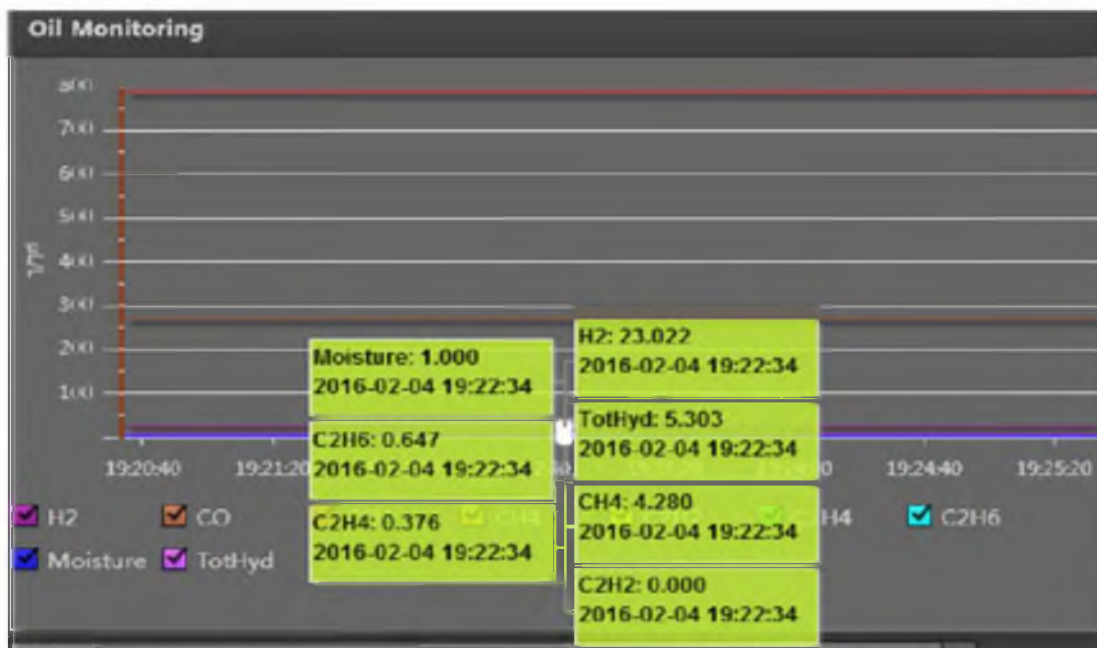 Oil Monitoring
800
700
600
500
400
300
200
100
Moisture: 1.000
2016-02-04 19:22:34
H2: 23.022
2016-02-04 19:22:34
C2H6: 0.647
2016-02-04 19:22:34
TotHyd: 5.303
2016-02-04 19:22:34
C2H4: 0.376
2016-02-04 19:22:34
CH4: 4.280
2016-02-04 19:22:34
C2H2: 0.000
2016-02-04 19:22:34
19:20:40 19:21:20 19:24:40 19:25:20
H2 CO CH4 H4 C2H6
Moisture TotHyd